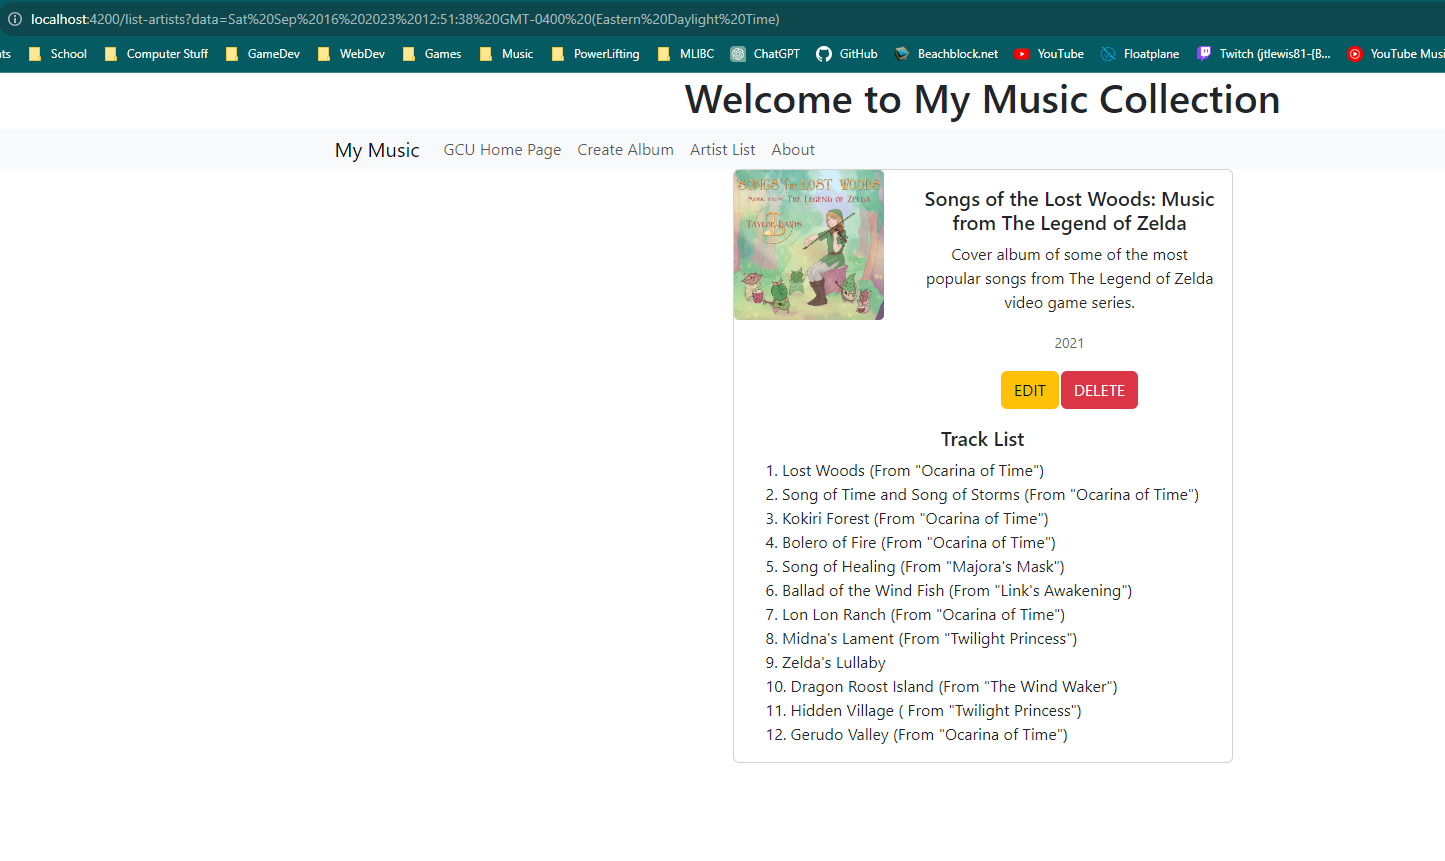 localhost:4200/list-artists?data=Sat%20Sep%2016%202023%2012:51:38%20GMT-0400%20(Eastern%20Daylight%20Time)
ts School Computer Stuff GameDev WebDev Games Music PowerLifting MLIBC ChatGPT GitHub Beachblock.net YouTube Floatplane Twitch (jtlewis81-{B... YouTube Musi
Welcome to My Music Collection
My Music GCU Home Page Create Album Artist List About
SONGS of the LOST WOODS
MUSIC FROM THE LEGEND OF ZELDA
TAYLOR DAVIS
Songs of the Lost Woods: Music
from The Legend of Zelda
Cover album of some of the most
popular songs from The Legend of Zelda
video game series.
2021
EDIT DELETE
Track List
1. Lost Woods (From "Ocarina of Time")
2. Song of Time and Song of Storms (From "Ocarina of Time")
3. Kokiri Forest (From "Ocarina of Time")
4. Bolero of Fire (From "Ocarina of Time")
5. Song of Healing (From "Majora's Mask")
6. Ballad of the Wind Fish (From "Link's Awakening")
7. Lon Lon Ranch (From "Ocarina of Time")
8. Midna's Lament (From "Twilight Princess")
9. Zelda's Lullaby
10. Dragon Roost Island (From "The Wind Waker")
11. Hidden Village ( From "Twilight Princess")
12. Gerudo Valley (From "Ocarina of Time")